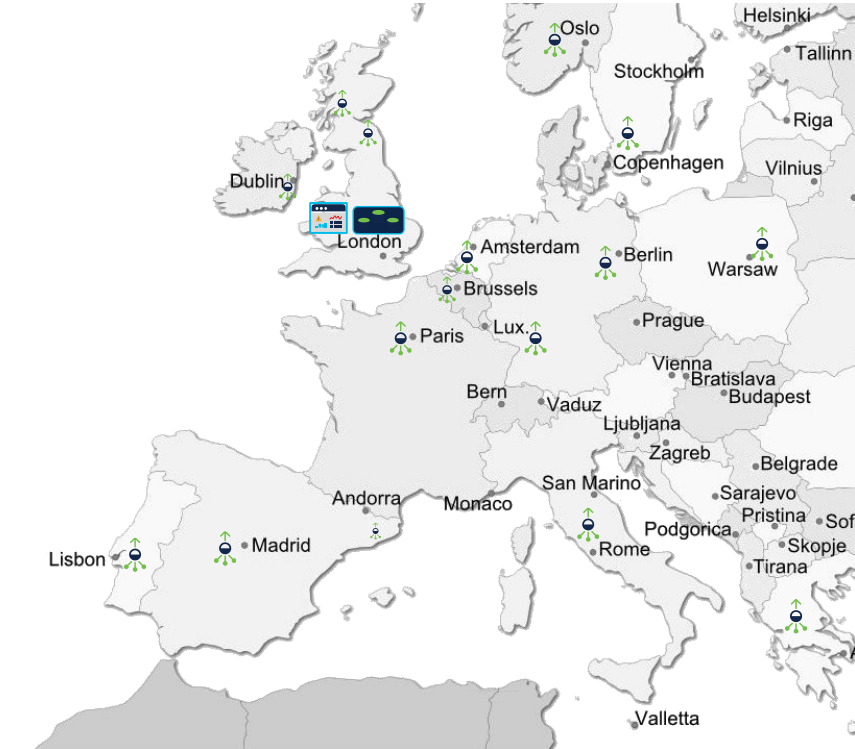 Helsinki
Oslo
Tallinn
Stockholm
Riga
Copenhagen
Vilnius
Dublin
London
Amsterdam
Berlin
Warsaw
Brussels
Prague
Lux.
Paris
Vienna
Bratislava
Bern
Budapest
Vaduz
Ljubljana
Zagreb
Belgrade
San Marino
Sarajevo
Andorra
Monaco
Pristina
Sof
Podgorica
Madrid
Skopje
Rome
Lisbon
Tirana
Valletta